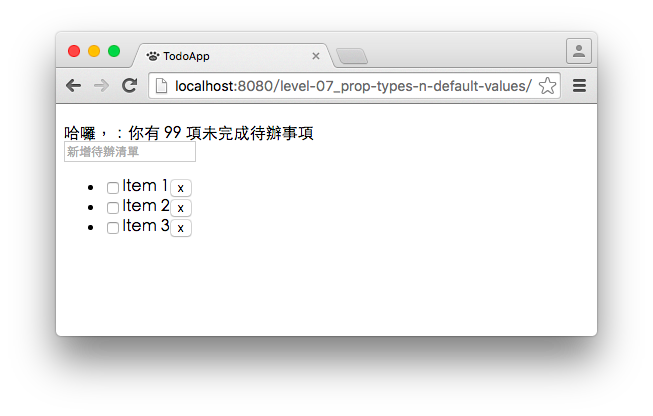 TodoApp
localhost:8080/level-07_prop-types-n-default-values/
哈囉，：你有 99 項未完成待辦事項
新增待辦清單
Item 1 x
Item 2 x
Item 3 x